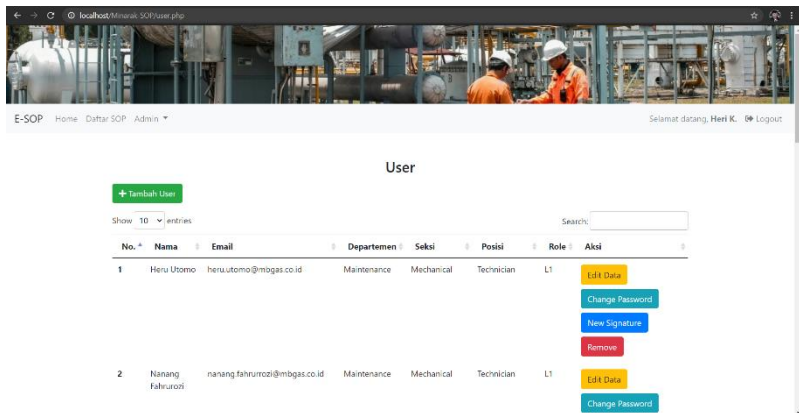 localhost/Minarak-SOP/user.php
E-SOP Home Daftar SOP Admin Selamat datang, Heri K. Logout
User
+ Tambah User
Show 10 entries Search:
No. Nama Email Departemen Seksi Posisi Role Aksi
1 Heru Utomo heru.utomo@mbgas.co.id Maintenance Mechanical Technician L1 Edit Data
Change Password
New Signature
Remove
2 Nanang nanang.fahrurrozi@mbgas.co.id Maintenance Mechanical Technician L1 Edit Data
Fahrurozi
Change Password